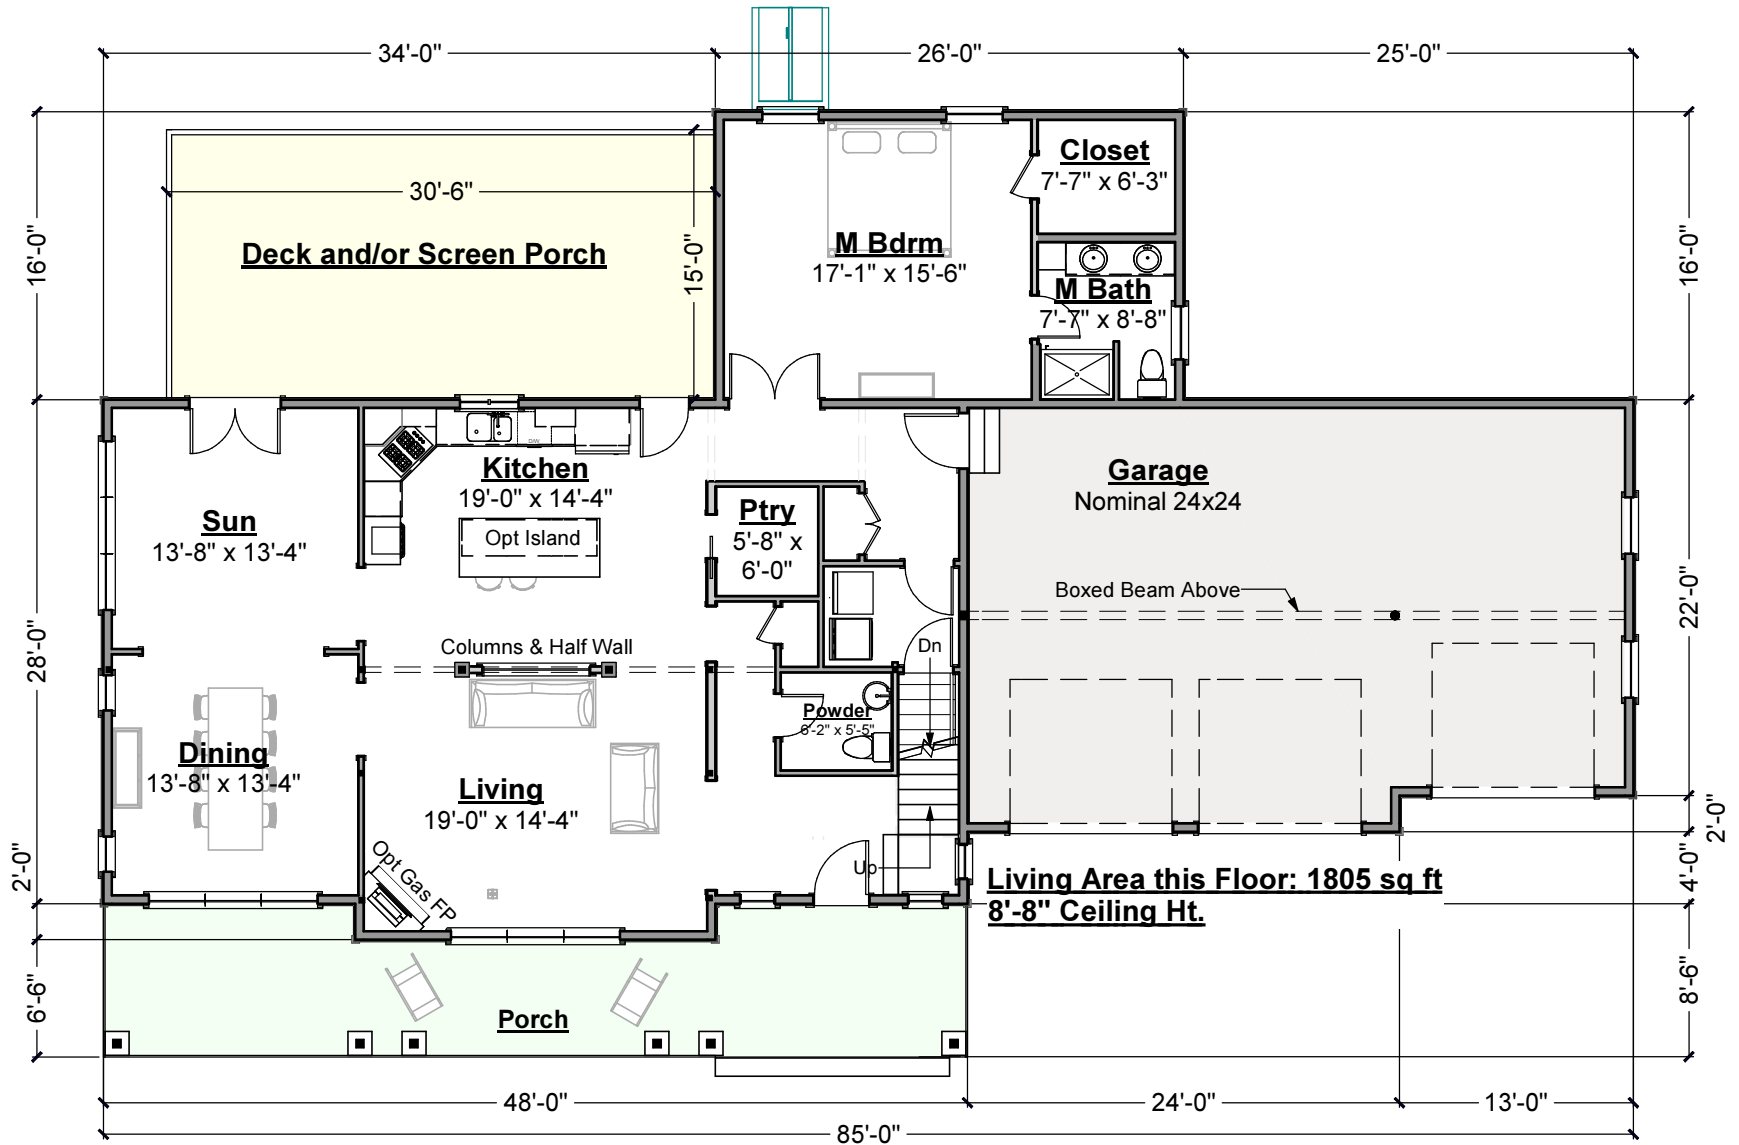 34'-0"
26'-0"
25'-0"
16'-0"
30'-6"
15'-0"
Deck and/or Screen Porch
M Bdrm
17'-1" x 15'-6"
Closet
7'-7" x 6'-3"
M Bath
7'-7" x 8'-8"
16'-0"
28'-0"
Sun
13'-8" x 13'-4"
Kitchen
19'-0" x 14'-4"
Opt Island
D/W
Ptry
5'-8" x
6'-0"
Garage
Nominal 24x24
Boxed Beam Above
22'-0"
Columns & Half Wall
Dn
Powder
6'-2" x 5'-5"
Dining
13'-8" x 13'-4"
Living
19'-0" x 14'-4"
Opt Gas FP
Up
2'-0"
2'-0"
4'-0"
Living Area this Floor: 1805 sq ft
8'-8" Ceiling Ht.
6'-6"
8'-6"
Porch
48'-0"
24'-0"
13'-0"
85'-0"